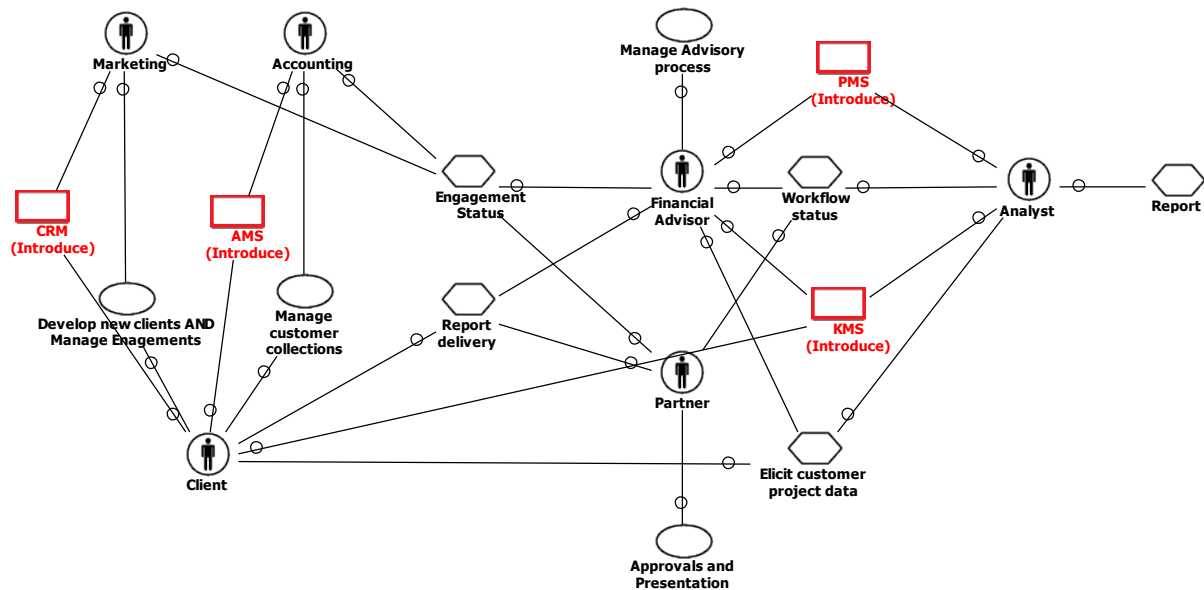 Marketing
Accounting
Manage Advisory
process
PMS
(Introduce)
Engagement
Status
Financial
Advisor
Workflow
status
Analyst
Report
CRM
(Introduce)
AMS
(Introduce)
Develop new clients AND
Manage Enagements
Manage
customer
collections
Report
delivery
KMS
(Introduce)
Partner
Client
Elicit customer
project data
Approvals and
Presentation